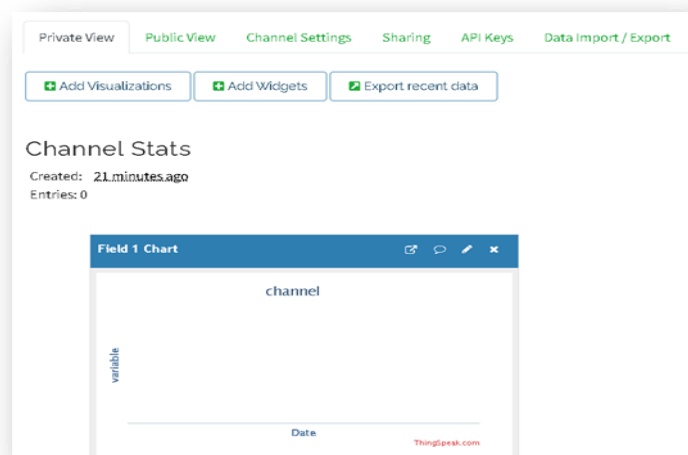 Private View Public View Channel Settings Sharing API Keys Data Import / Export
Add Visualizations Add Widgets Export recent data
Channel Stats
Created: 21 minutes ago
Entries: 0
Field 1 Chart
channel
variable
Date
ThingSpeak.com